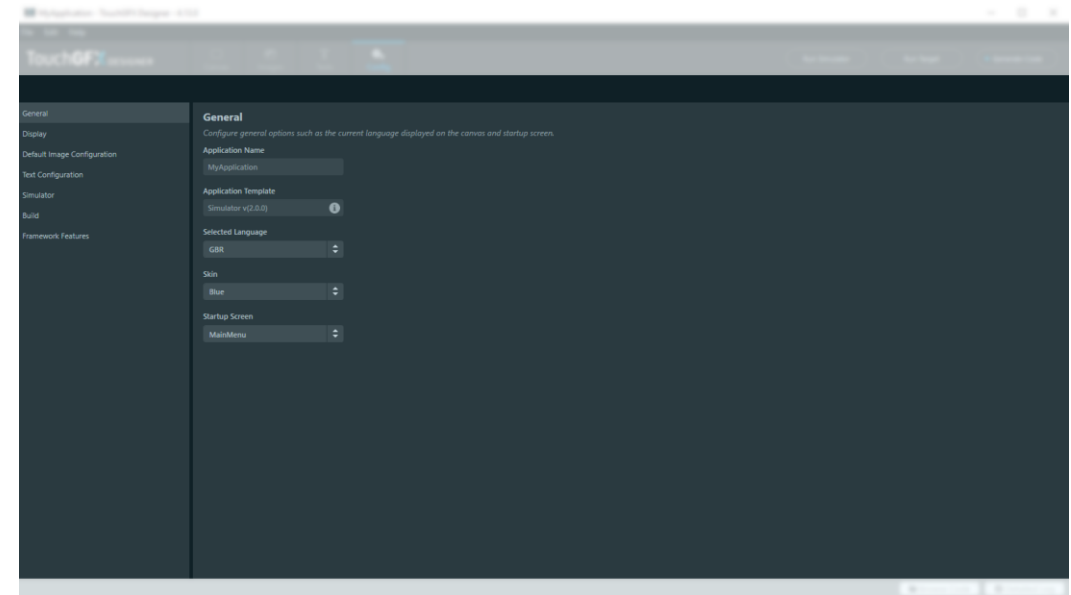 TouchGFX DESIGNER
General
Display
Default Image Configuration
Text Configuration
Simulator
Build
Framework Features
General
Configure general options such as the current language displayed on the canvas and startup screen.
Application Name
MyApplication
Application Template
Simulator v(2.0.0)
Selected Language
GBR
Skin
Blue
Startup Screen
MainMenu